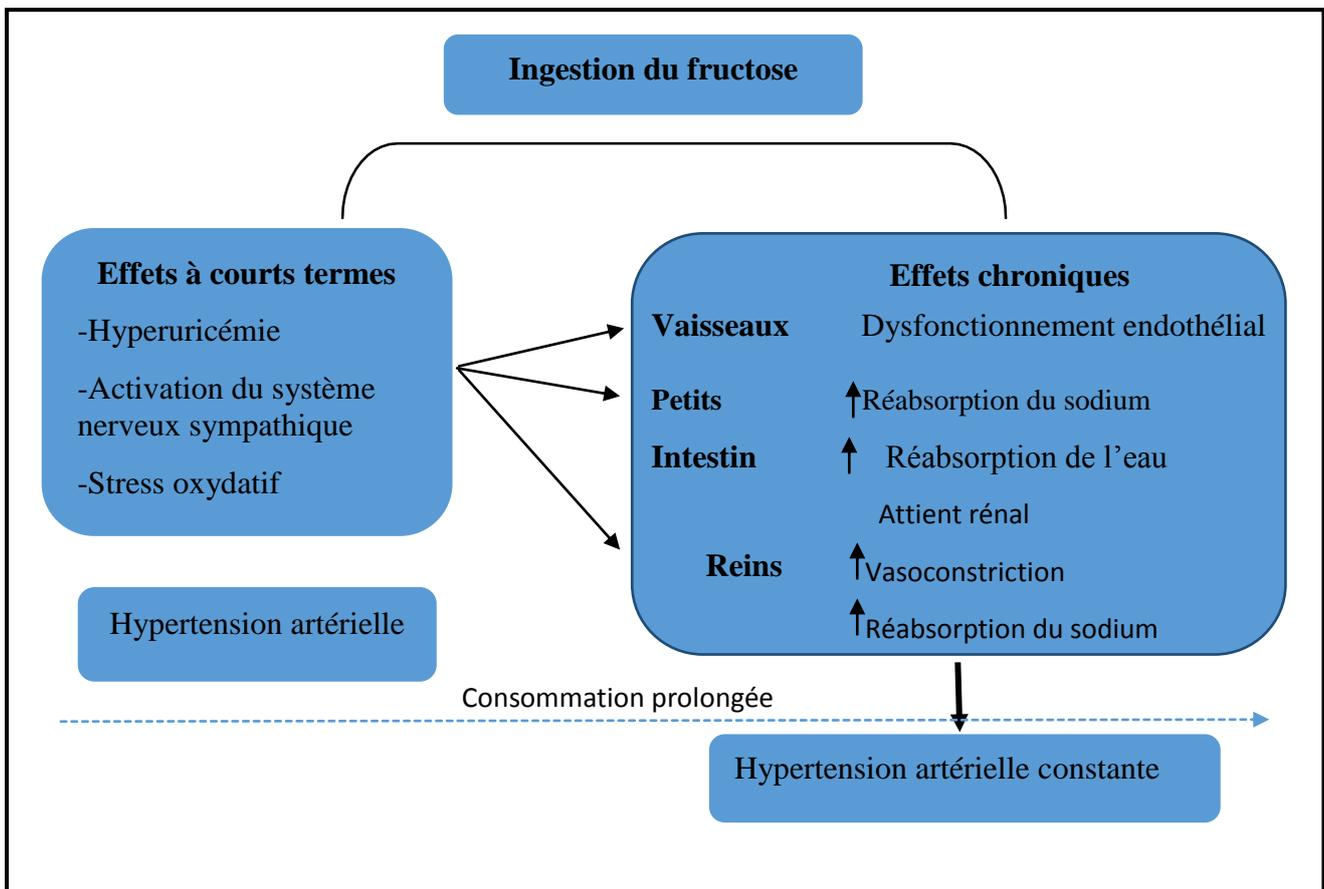 Ingestion du fructose
Effets à courts termes
-Hyperuricémie
-Activation du système
nerveux sympathique
-Stress oxydatif
Hypertension artérielle
Effets chroniques
Vaisseaux Dysfonctionnement endothélial
Petits Réabsorption du sodium
Intestin Réabsorption de l’eau
Attient rénal
Reins Vasoconstriction
Réabsorption du sodium
Consommation prolongée
Hypertension artérielle constante